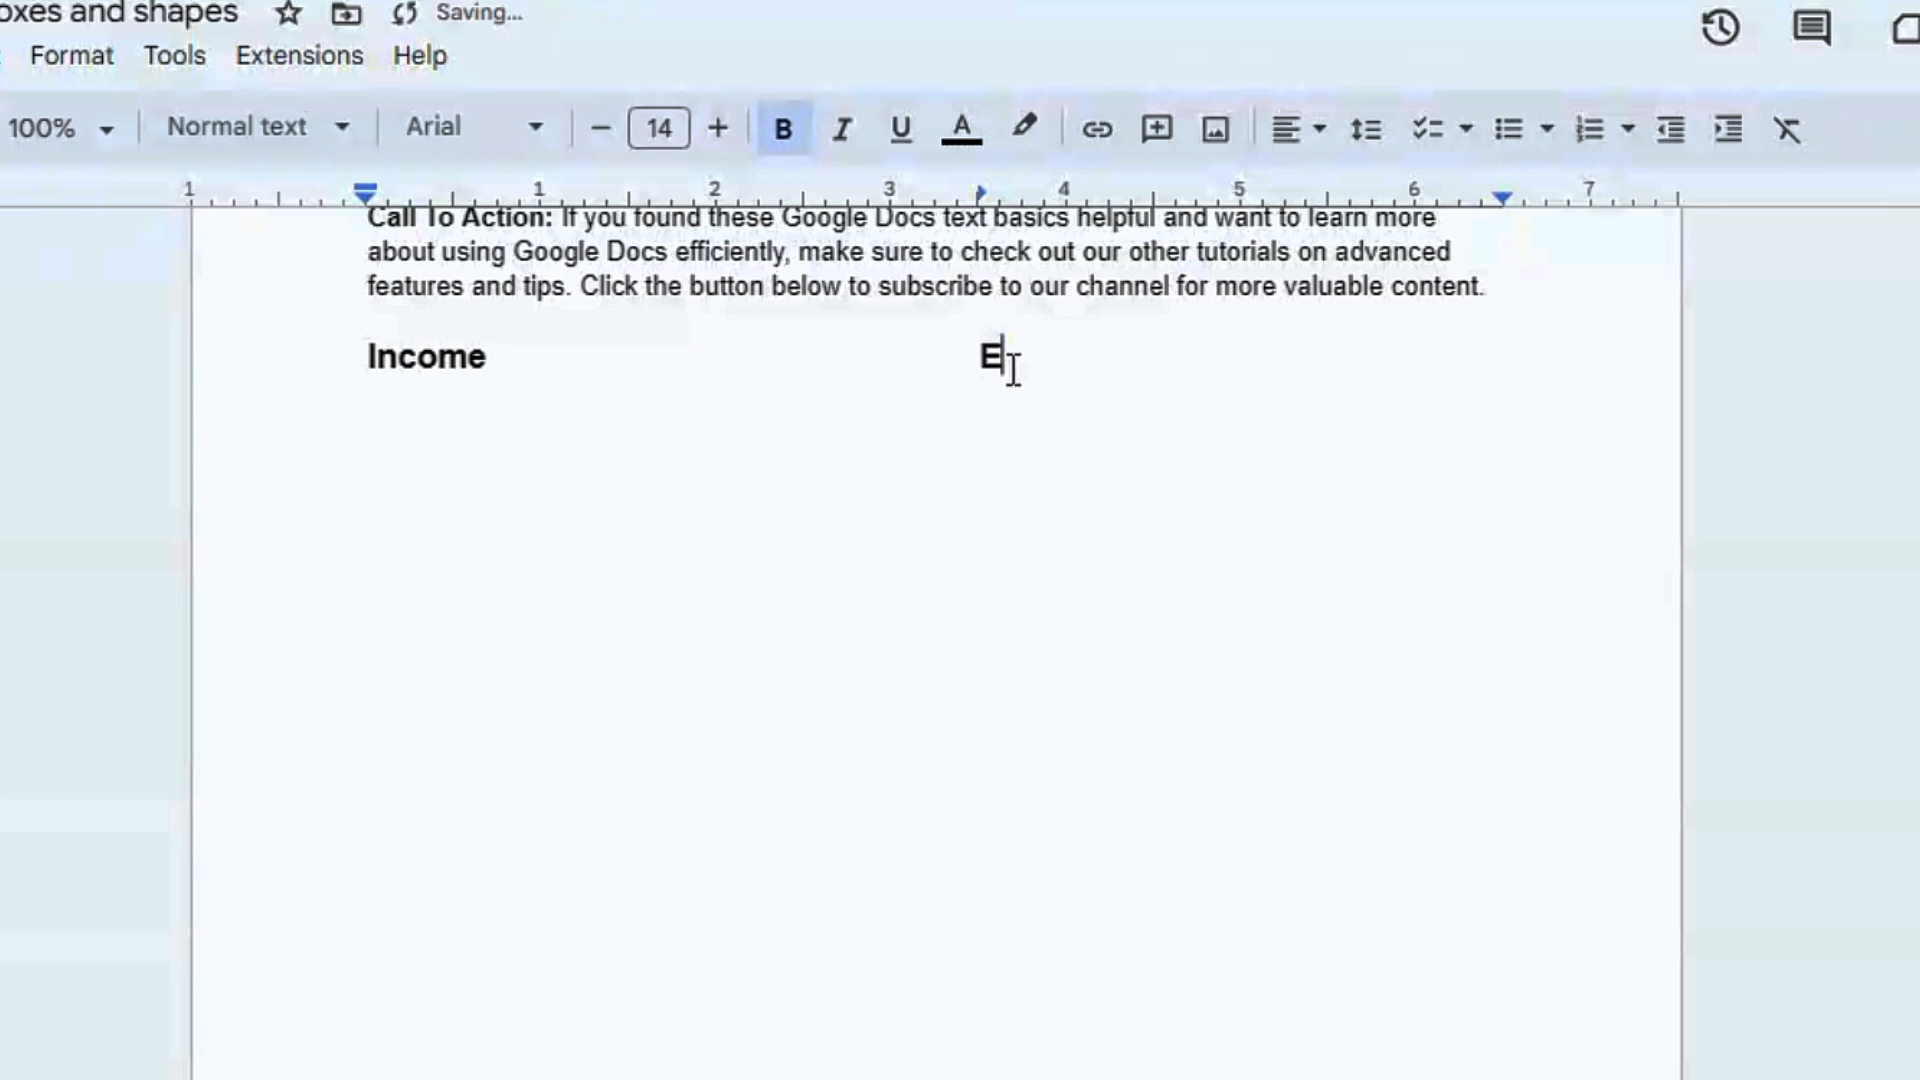 oxes and shapes Saving...
Format Tools Extensions Help
100% Normal text Arial 14 B I U A
1 1 2 3 4 5 6 7
Call To Action: If you found these Google Docs text basics helpful and want to learn more
about using Google Docs efficiently, make sure to check out our other tutorials on advanced
features and tips. Click the button below to subscribe to our channel for more valuable content.
Income E